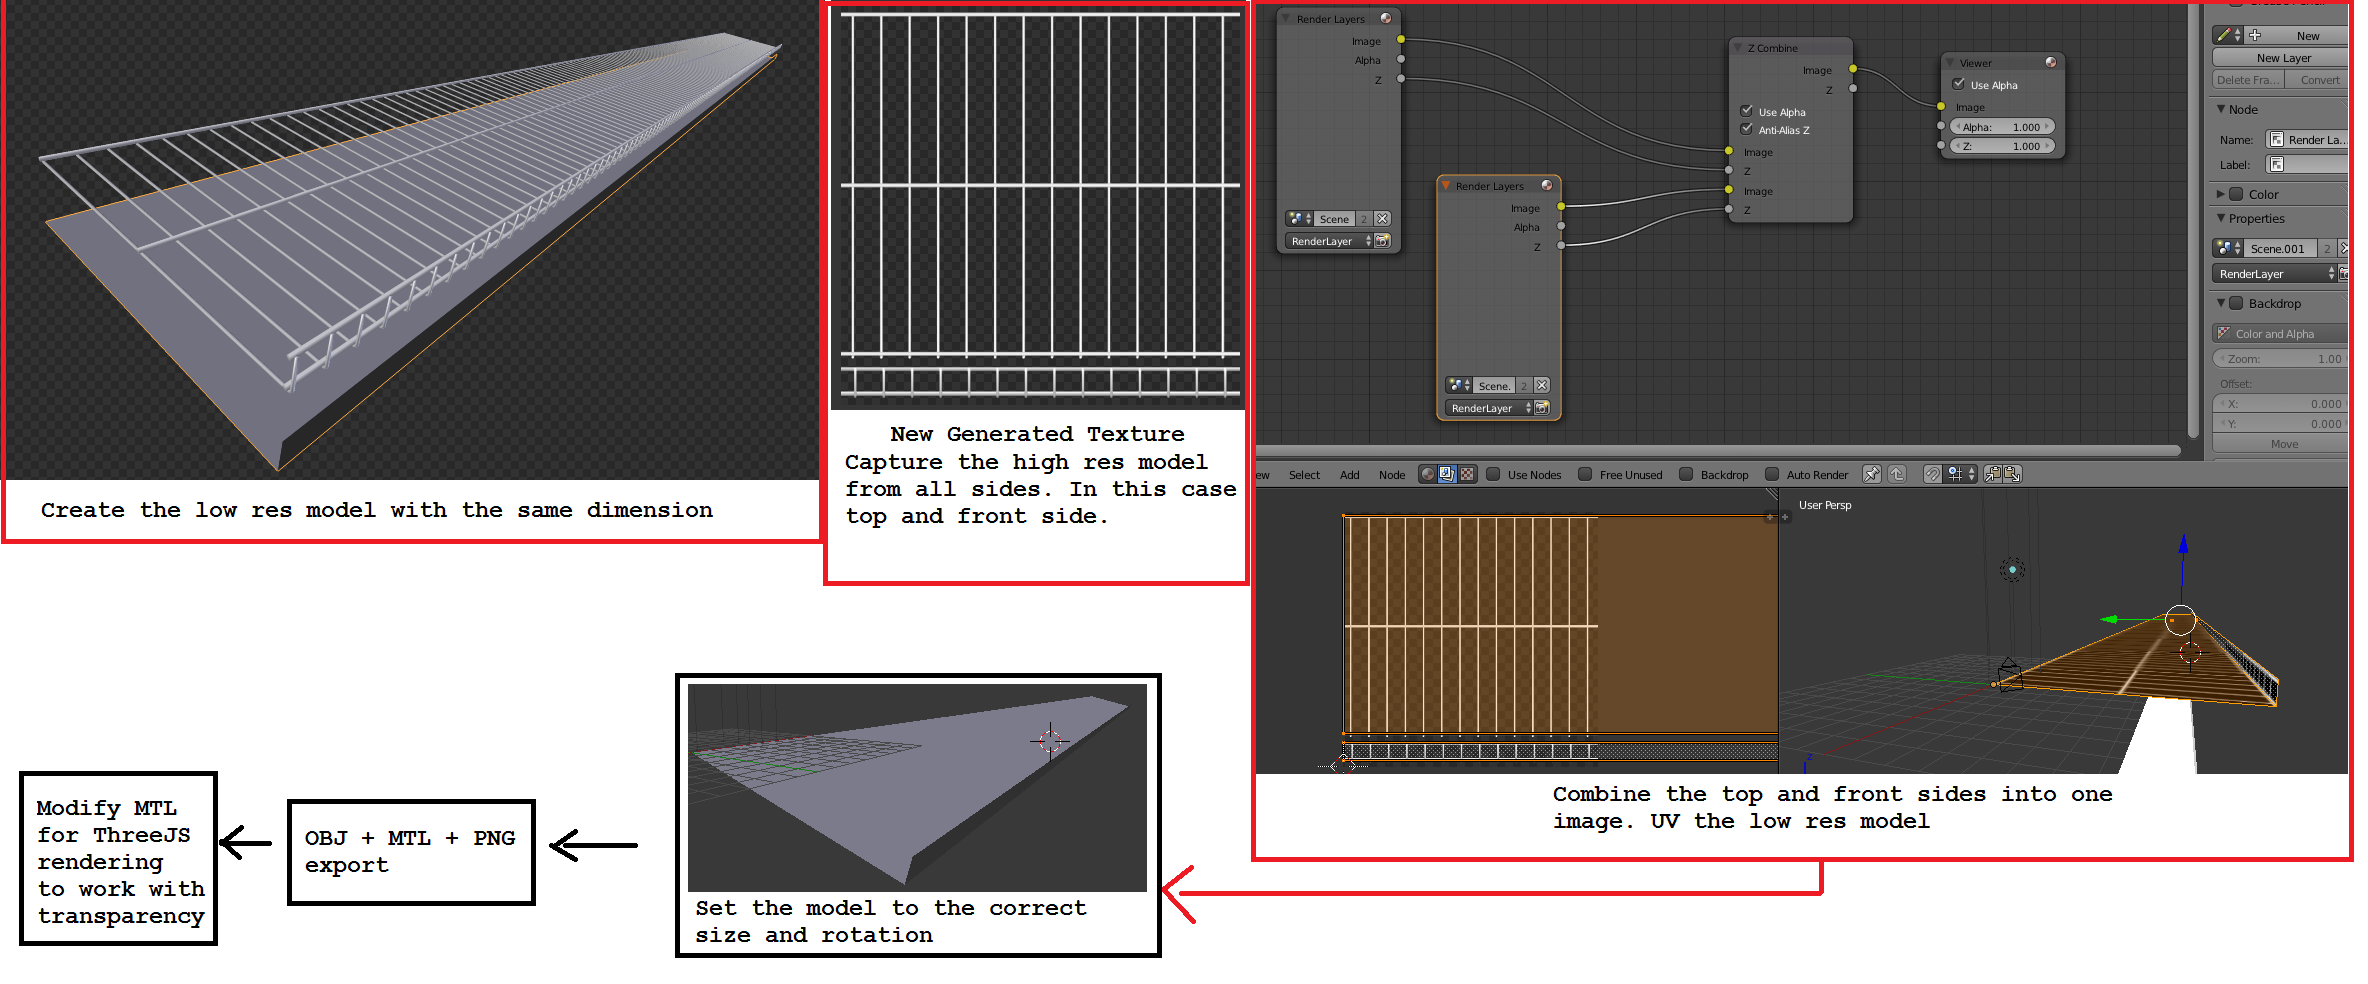 Create the low res model with the same dimension
New Generated Texture
Capture the high res model
from all sides. In this case
top and front side.
Render Layers
Image
Alpha
Z
Scene 2
RenderLayer
Render Layers
Image
Alpha
Z
Scene. 2
RenderLayer
Z Combine
Image
Z
Use Alpha
Anti-Alias Z
Image
Z
Image
Z
Viewer
Use Alpha
Image
Alpha: 1.000
Z: 1.000
New
New Layer
Delete Fra... Convert
Node
Name: Render La...
Label:
Color
Properties
Scene.001 2
RenderLayer
Backdrop
Color and Alpha
Zoom: 1.00
Offset:
X: 0.000
Y: 0.000
Move
ew Select Add Node Use Nodes Free Unused Backdrop Auto Render
User Persp
z
Combine the top and front sides into one
image. UV the low res model
Set the model to the correct
size and rotation
OBJ + MTL + PNG
export
Modify MTL
for ThreeJS
rendering
to work with
transparency